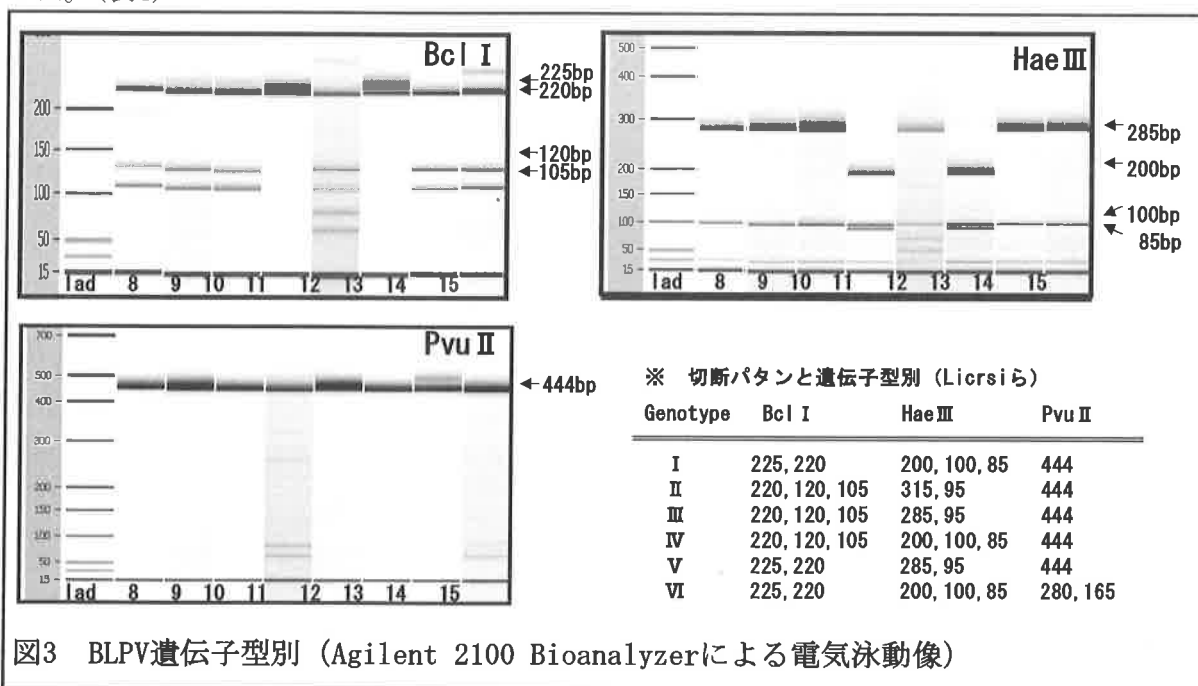 Bcl Ⅰ
225bp
220bp
200
150
120bp
105bp
100
50
15
lad 8 9 10 11 12 13 14 15
HaeⅢ
500
400
300
285bp
200
200bp
150
100
100bp
85bp
50
15
lad 8 9 10 11 12 13 14 15
PvuⅡ
700
500
444bp
400
300
200
150
100
50
15
lad 8 9 10 11 12 13 14 15
※ 切断パタンと遺伝子型別 (Licrsiら)
Genotype Bcl Ⅰ HaeⅢ PvuⅡ
Ⅰ 225, 220 200, 100, 85 444
Ⅱ 220, 120, 105 315, 95 444
Ⅲ 220, 120, 105 285, 95 444
Ⅳ 220, 120, 105 200, 100, 85 444
Ⅴ 225, 220 285, 95 444
Ⅵ 225, 220 200, 100, 85 280, 165
図3 BLPV遺伝子型別 (Agilent 2100 Bioanalyzerによる電気泳動像)